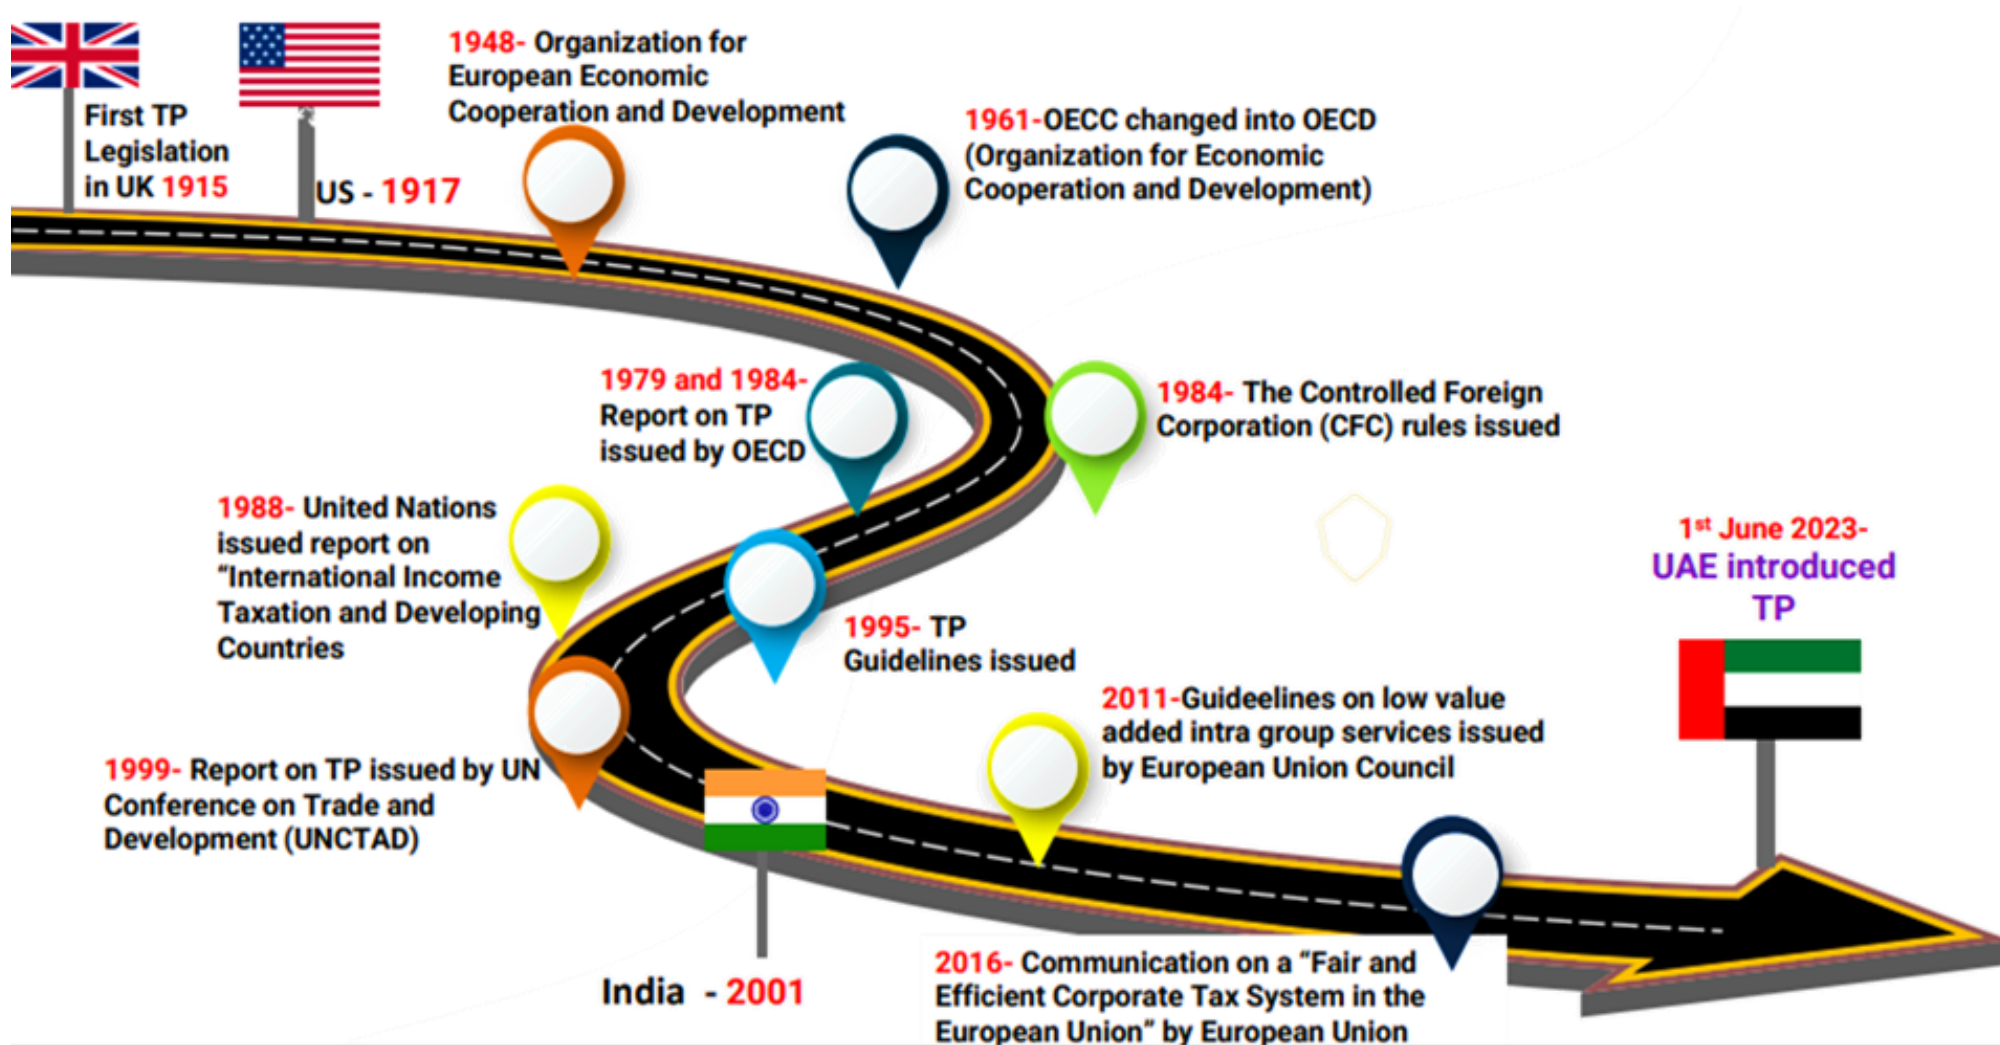 First TP
Legislation
in UK 1915
US - 1917
1948- Organization for
European Economic
Cooperation and Development
1961-OECC changed into OECD
(Organization for Economic
Cooperation and Development)
1979 and 1984-
Report on TP
issued by OECD
1984- The Controlled Foreign
Corporation (CFC) rules issued
1988- United Nations
issued report on
“International Income
Taxation and Developing
Countries
1995- TP
Guidelines issued
1999- Report on TP issued by UN
Conference on Trade and
Development (UNCTAD)
India - 2001
2011-Guideelines on low value
added intra group services issued
by European Union Council
2016- Communication on a “Fair and
Efficient Corporate Tax System in the
European Union” by European Union
1st June 2023-
UAE introduced
TP